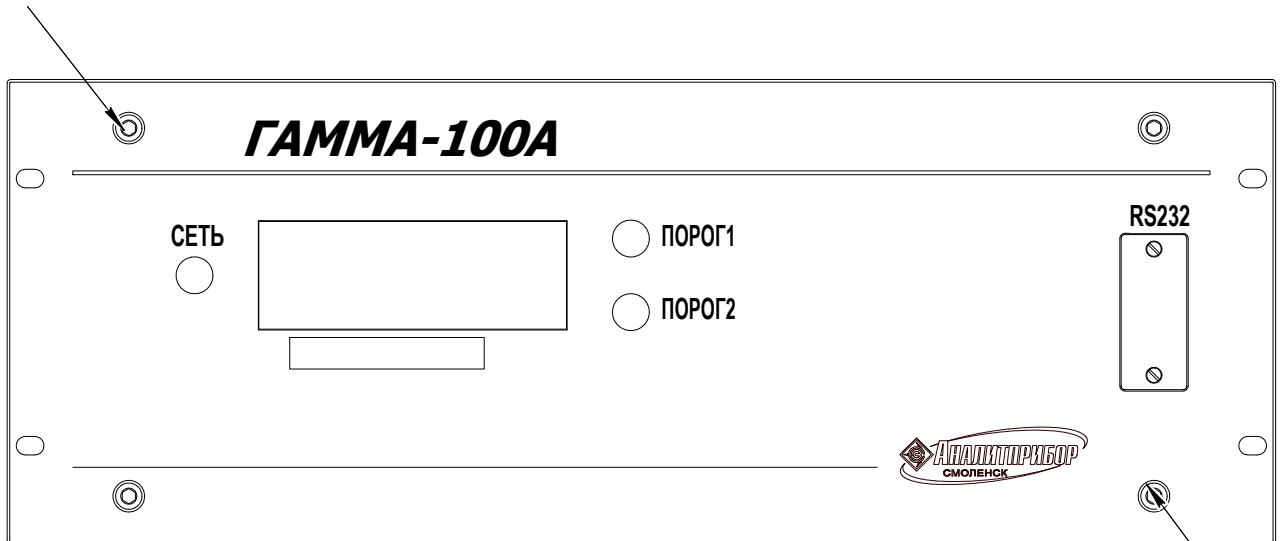 ГАММА-100А
RS232
СЕТЬ
ПОРОГ1
ПОРОГ2
АНАЛИТПРИБОР
СМОЛЕНСК